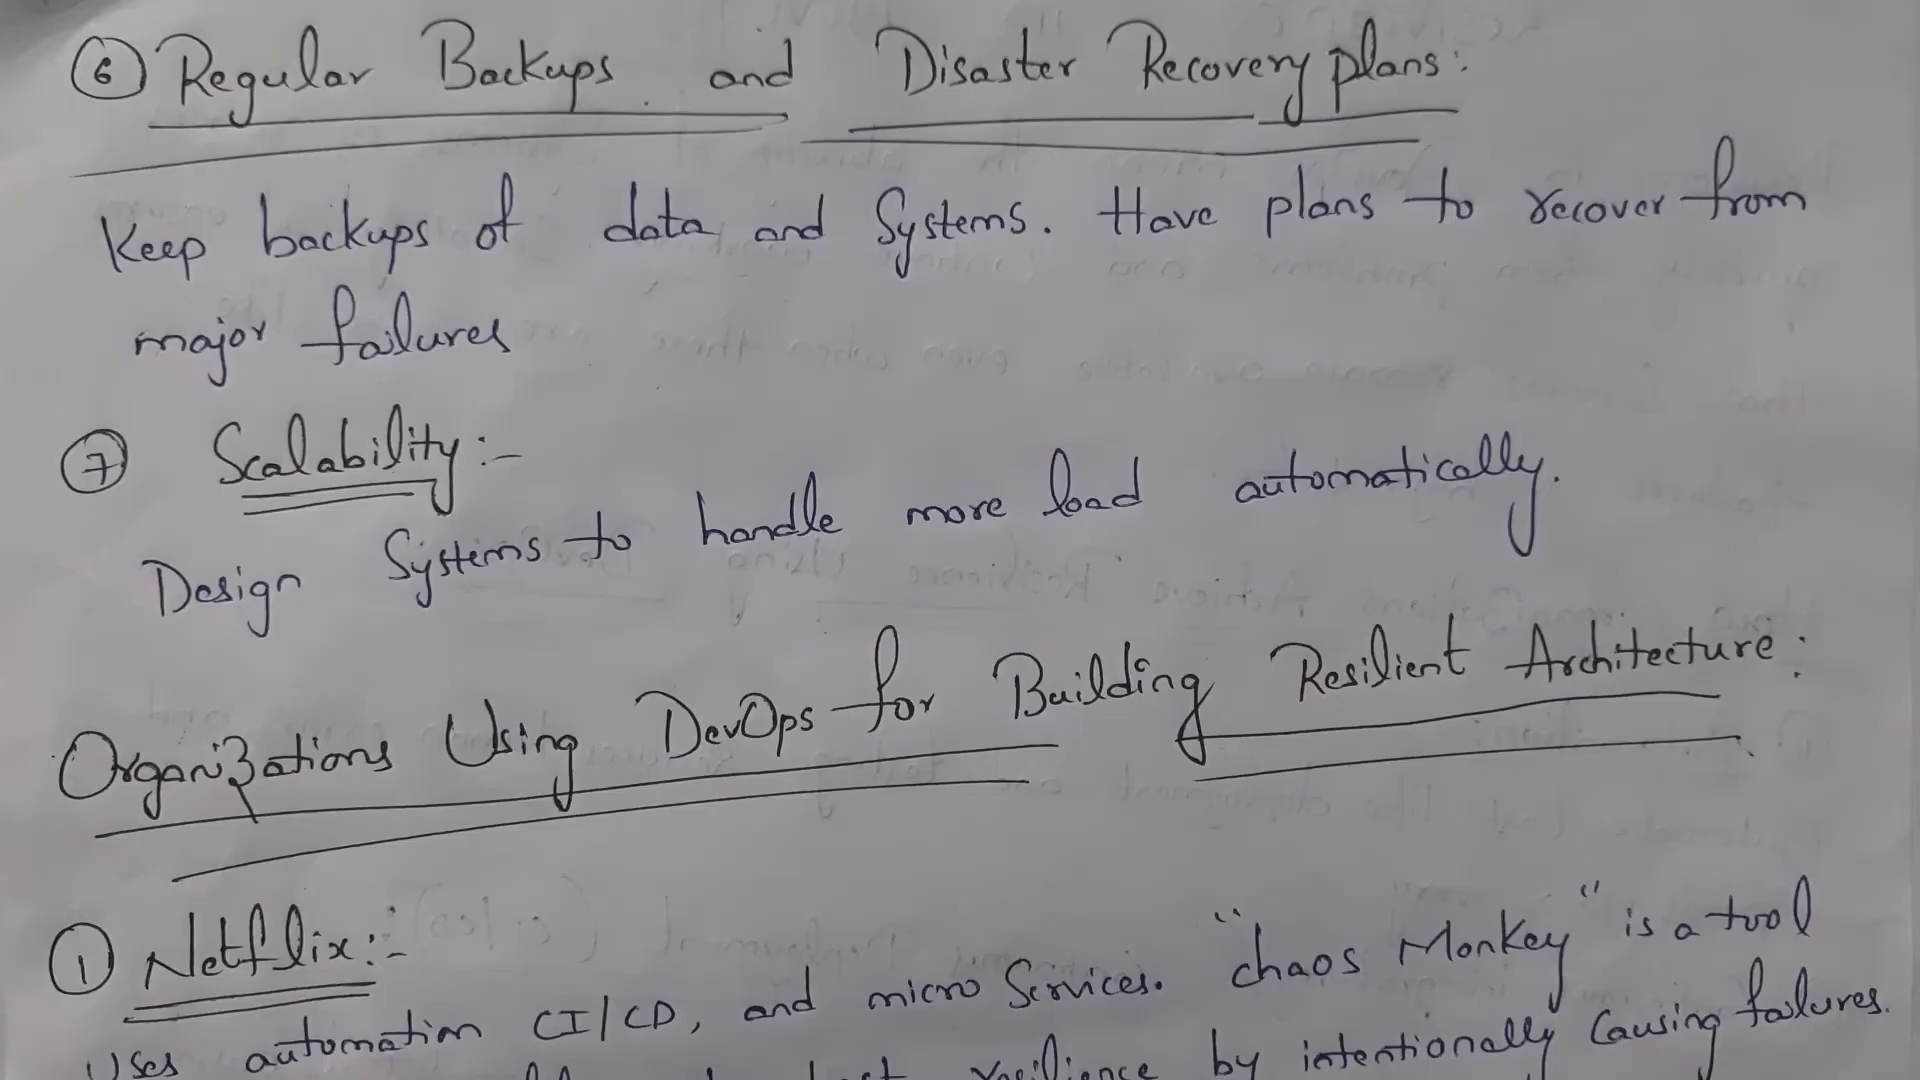 ⑥ Regular Backups and Disaster Recovery plans:
Keep backups of data and Systems. Have plans to recover from
major failures
⑦ Scalability:-
Design Systems to handle more load automatically.
Organizations Using DevOps for Building Resilient Architecture:
① Netflix:-
Uses automation CI/CD, and micro Services. "chaos Monkey" is a tool
resilience by intentionally Causing failures.